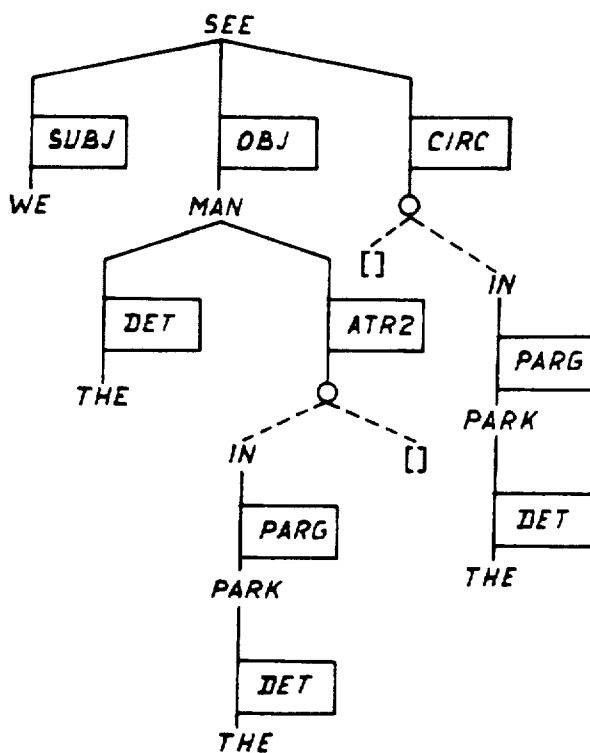 SEE
SUBJ OBJ CIRC
WE MAN
[] IN
DET ATR2
PARG
THE
PARK
IN []
DET
PARG
THE
PARK
DET
THE